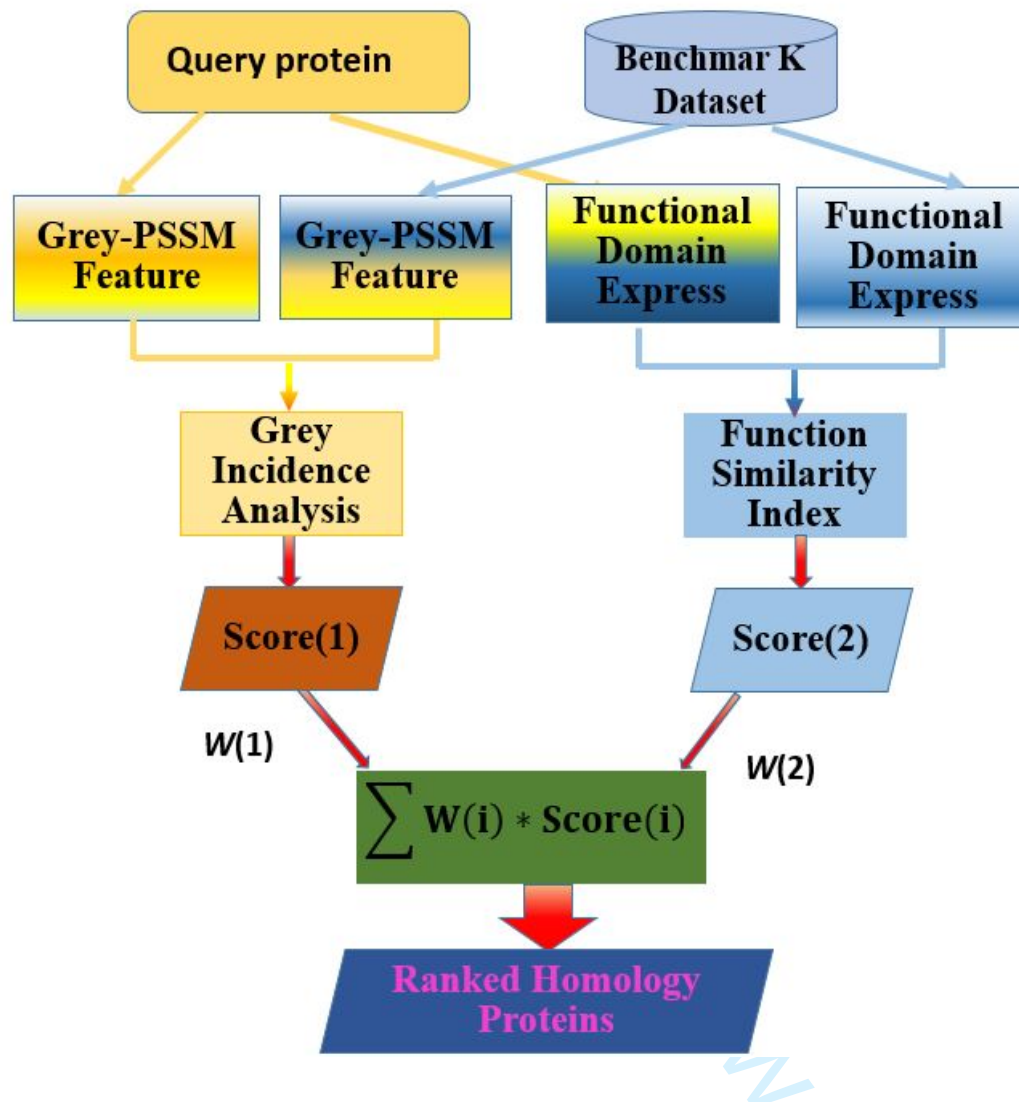 Query protein
Benchmar K
Dataset
Grey-PSSM
Feature
Grey-PSSM
Feature
Functional
Domain
Express
Functional
Domain
Express
Grey
Incidence
Analysis
Function
Similarity
Index
Score(1)
Score(2)
W(1)
W(2)
∑ W(i) ∗ Score(i)
Ranked Homology
Proteins